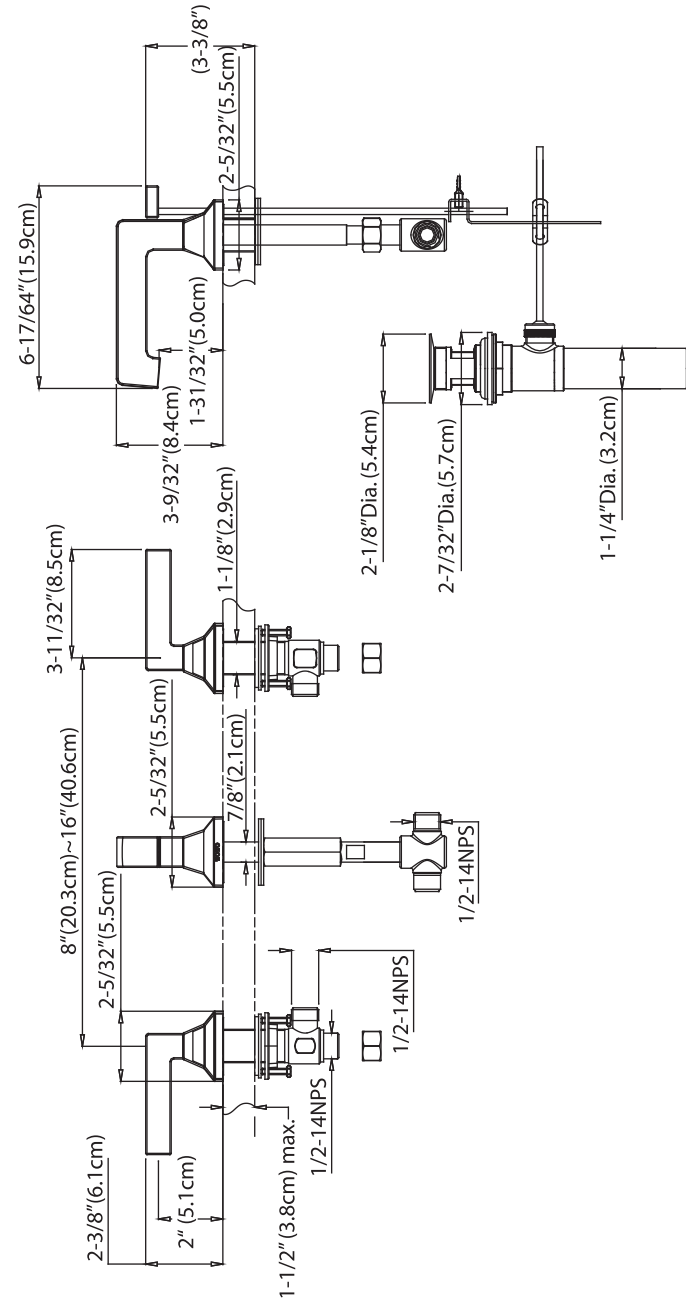 (3-3/8")
2-5/32"(5.5cm)
6-17/64"(15.9cm)
1-31/32"(5.0cm)
3-9/32"(8.4cm)
2-1/8"Dia.(5.4cm)
2-7/32"Dia.(5.7cm)
1-1/4"Dia.(3.2cm)
3-11/32"(8.5cm)
1-1/8"(2.9cm)
8"(20.3cm)~16"(40.6cm)
2-5/32"(5.5cm)
7/8"(2.1cm)
1/2-14NPS
2-5/32"(5.5cm)
1/2-14NPS
1/2-14NPS
2-3/8"(6.1cm)
2" (5.1cm)
1-1/2" (3.8cm) max.